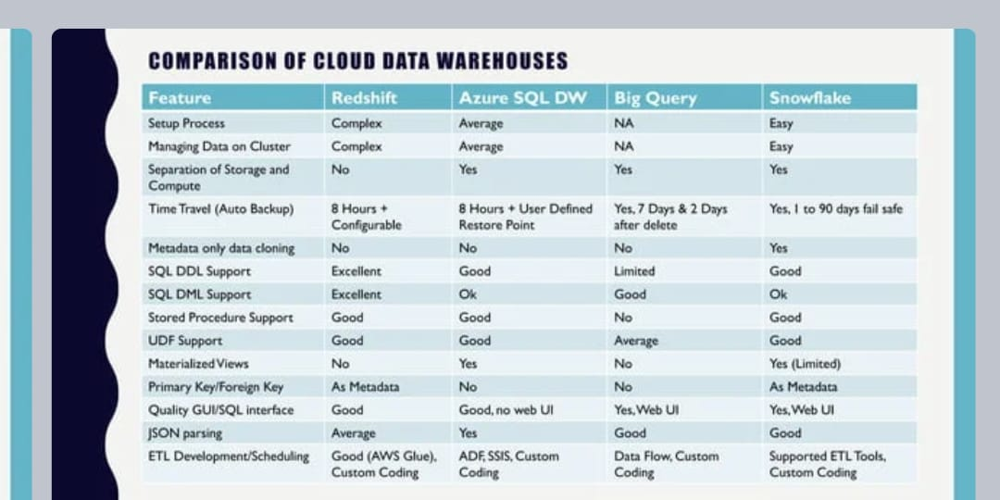 COMPARISON OF CLOUD DATA WAREHOUSES
Feature Redshift Azure SQL DW Big Query Snowflake
Setup Process Complex Average NA Easy
Managing Data on Cluster Complex Average NA Easy
Separation of Storage and Compute No Yes Yes Yes
Time Travel (Auto Backup) 8 Hours + Configurable 8 Hours + User Defined Restore Point Yes, 7 Days & 2 Days after delete Yes, 1 to 90 days fail safe
Metadata only data cloning No No No Yes
SQL DDL Support Excellent Good Limited Good
SQL DML Support Excellent Ok Good Ok
Stored Procedure Support Good Good No Good
UDF Support Good Good Average Good
Materialized Views No Yes No Yes (Limited)
Primary Key/Foreign Key As Metadata No No As Metadata
Quality GUI/SQL interface Good Good, no web UI Yes, Web UI Yes, Web UI
JSON parsing Average Yes Good Good
ETL Development/Scheduling Good (AWS Glue), Custom Coding ADF, SSIS, Custom Coding Data Flow, Custom Coding Supported ETL Tools, Custom Coding